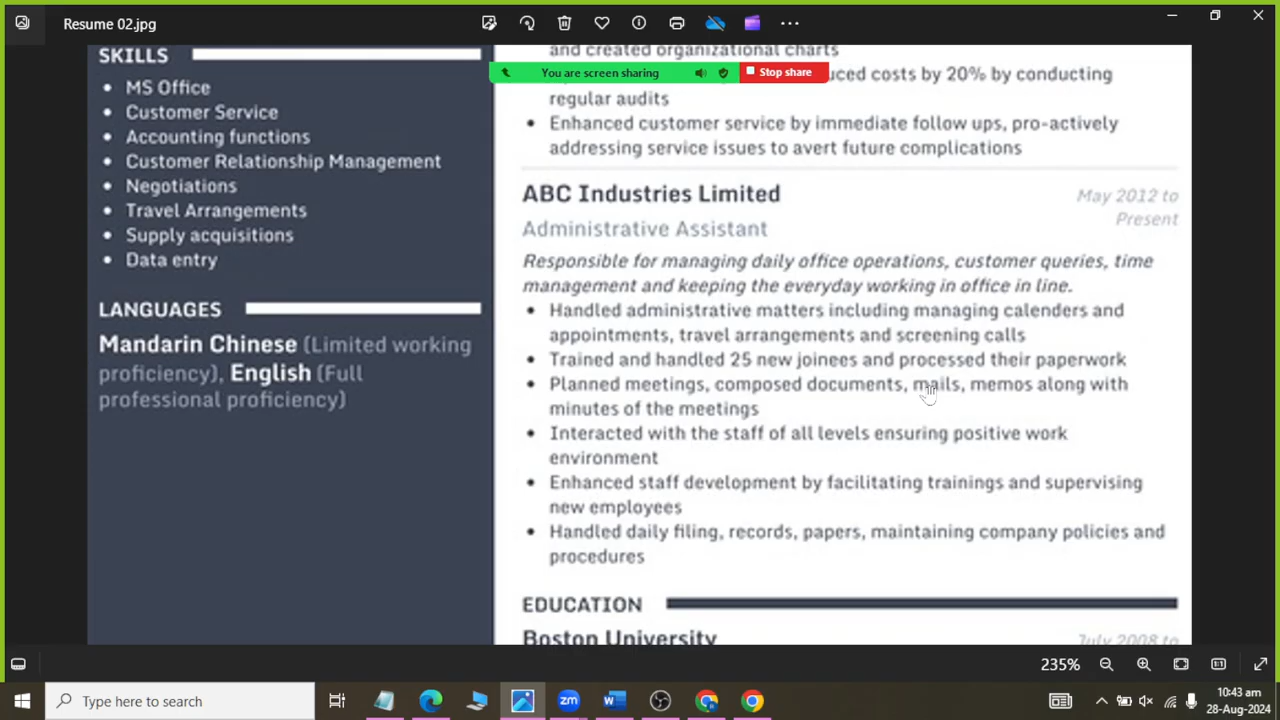 Resume 02.jpg
SKILLS
• MS Office
• Customer Service
• Accounting functions
• Customer Relationship Management
• Negotiations
• Travel Arrangements
• Supply acquisitions
• Data entry
LANGUAGES
Mandarin Chinese (Limited working
proficiency), English (Full
professional proficiency)
and created organizational charts
You are screen sharing
Stop share
costs by 20% by conducting
regular audits
• Enhanced customer service by immediate follow ups, pro-actively
addressing service issues to avert future complications
ABC Industries Limited
May 2012 to
Present
Administrative Assistant
Responsible for managing daily office operations, customer queries, time
management and keeping the everyday working in office in line.
• Handled administrative matters including managing calenders and
appointments, travel arrangements and screening calls
• Trained and handled 25 new joinees and processed their paperwork
• Planned meetings, composed documents, mails, memos along with
minutes of the meetings
• Interacted with the staff of all levels ensuring positive work
environment
• Enhanced staff development by facilitating trainings and supervising
new employees
• Handled daily filing, records, papers, maintaining company policies and
procedures
EDUCATION
Boston University
July 2008 to
235%
1:1
Type here to search
zm
W
10:43 am
28-Aug-2024